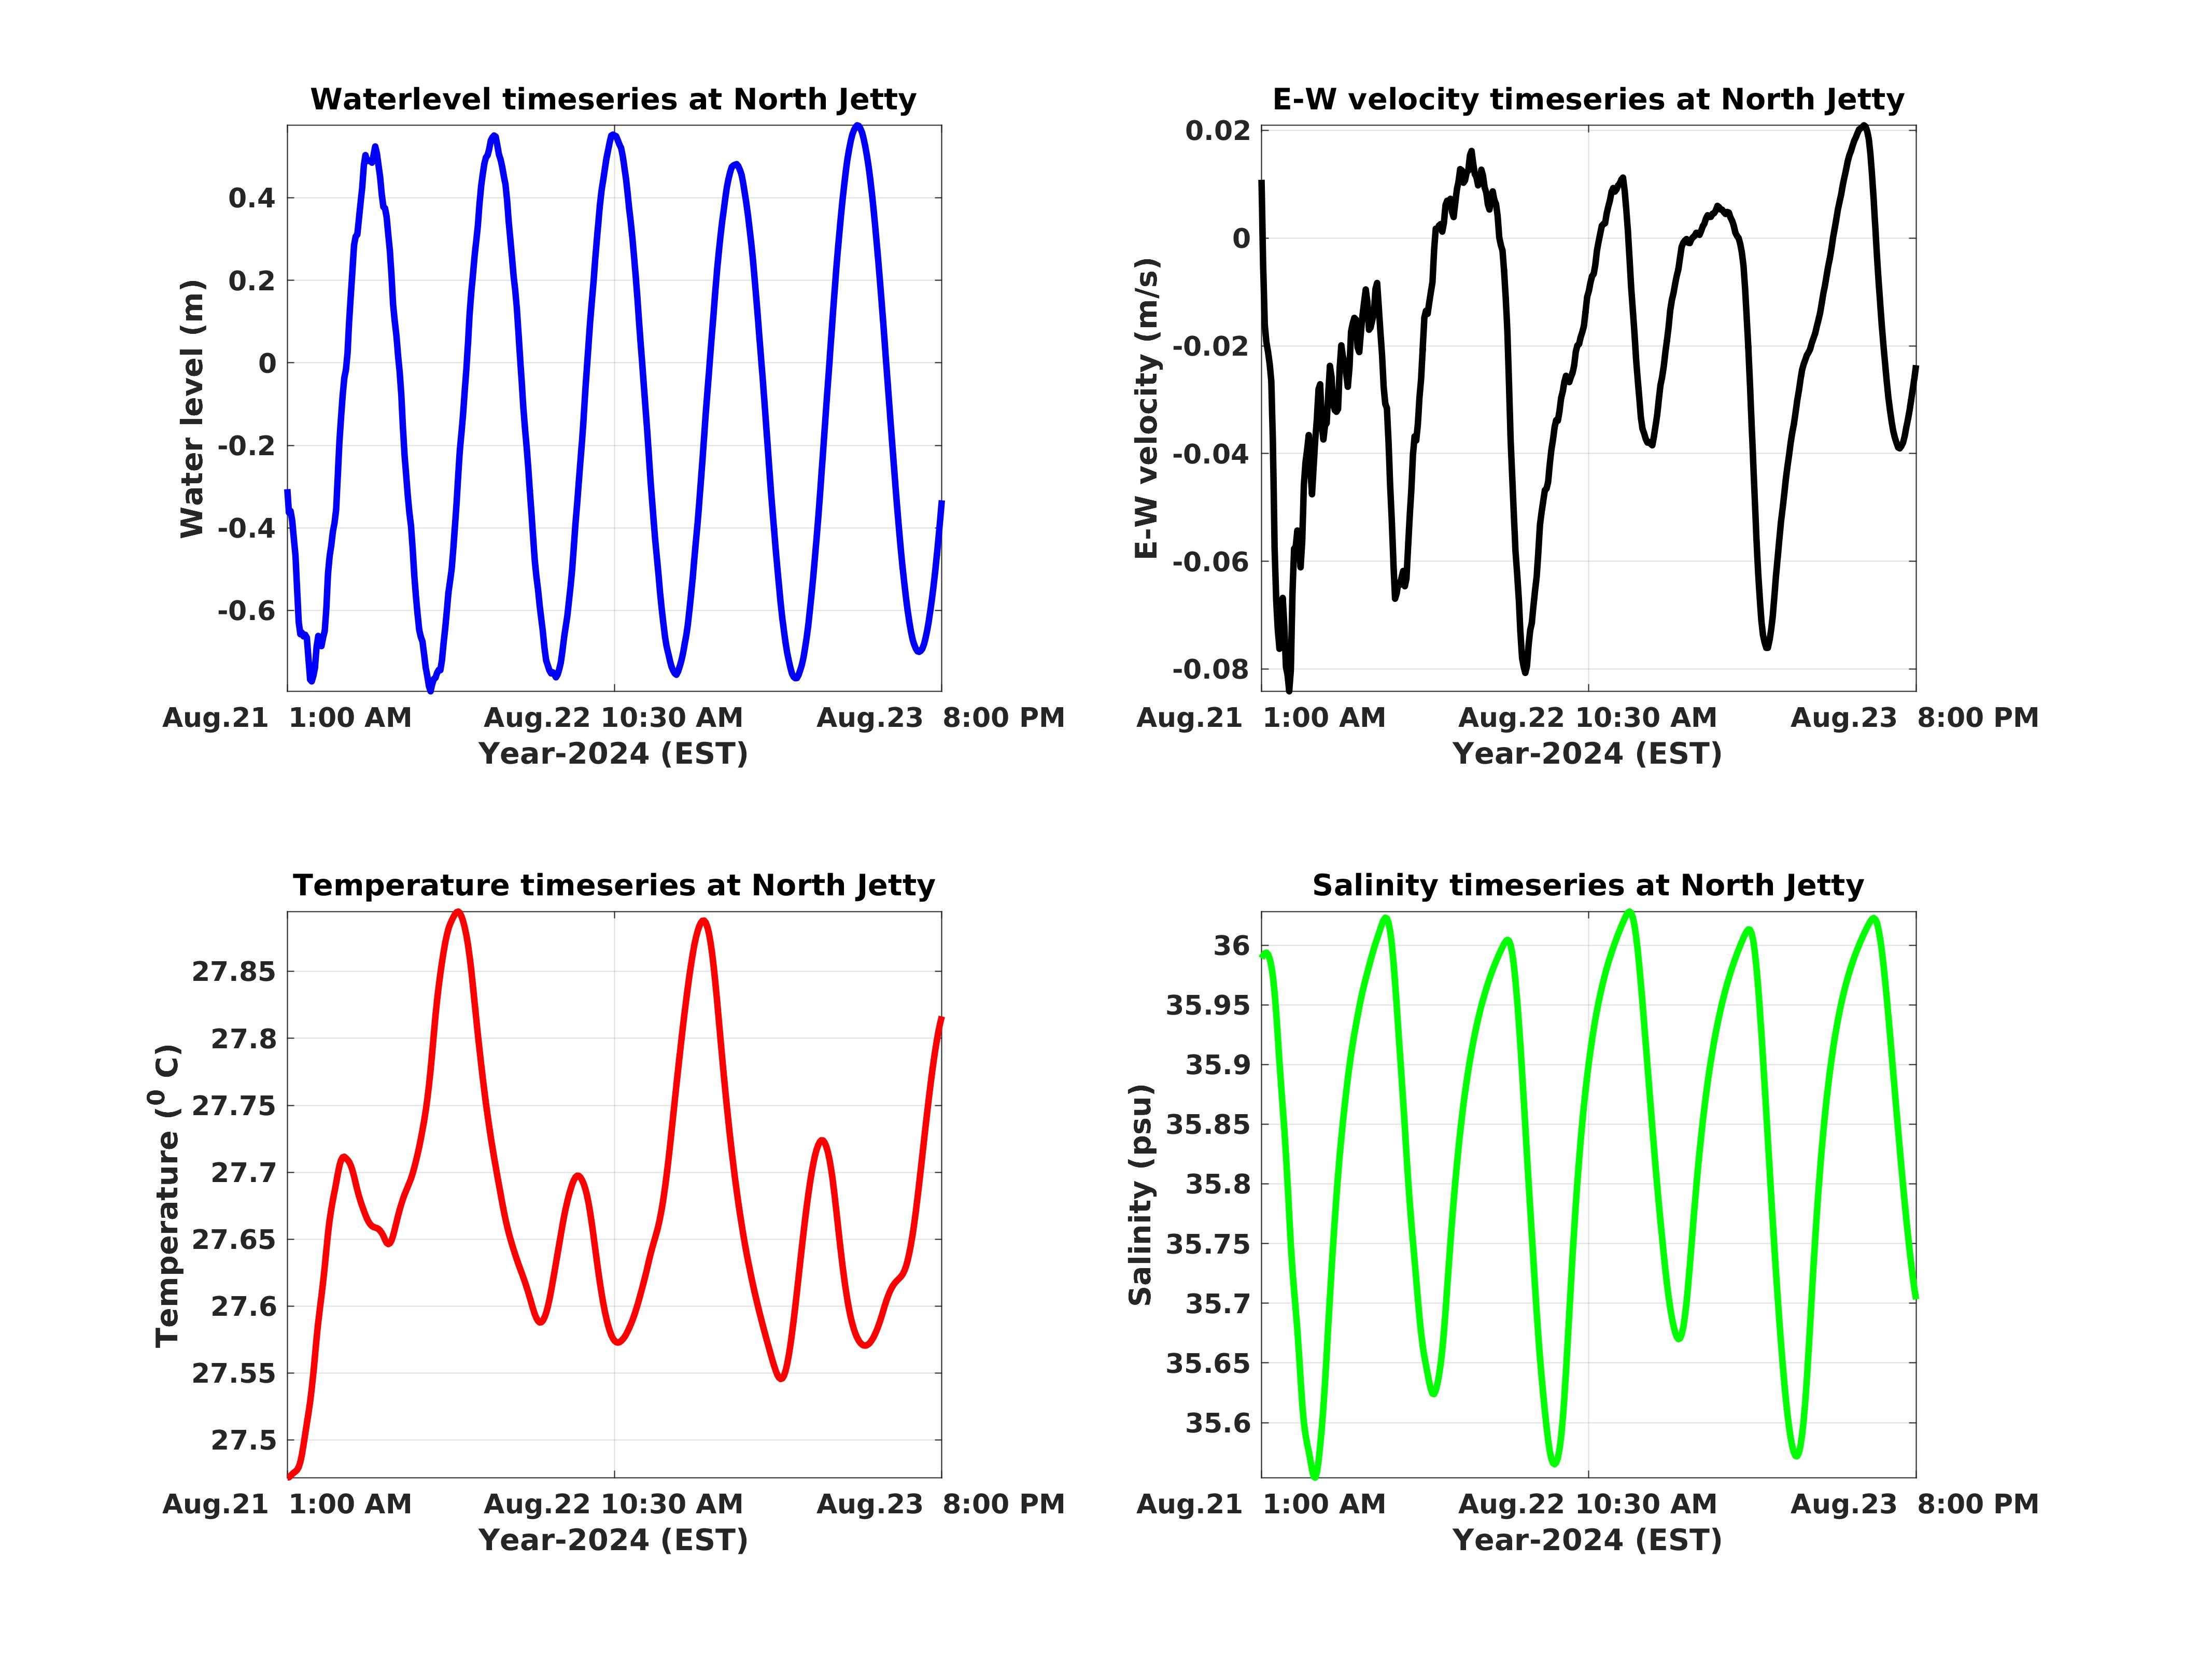 Waterlevel timeseries at North Jetty
0.4
0.2
0
-0.2
-0.4
-0.6
Water level (m)
Aug.21 1:00 AM
Aug.22 10:30 AM
Aug.23 8:00 PM
Year-2024 (EST)
E-W velocity timeseries at North Jetty
0.02
0
-0.02
-0.04
-0.06
-0.08
E-W velocity (m/s)
Aug.21 1:00 AM
Aug.22 10:30 AM
Aug.23 8:00 PM
Year-2024 (EST)
Temperature timeseries at North Jetty
27.85
27.8
27.75
27.7
27.65
27.6
27.55
27.5
Temperature (⁰ C)
Aug.21 1:00 AM
Aug.22 10:30 AM
Aug.23 8:00 PM
Year-2024 (EST)
Salinity timeseries at North Jetty
36
35.95
35.9
35.85
35.8
35.75
35.7
35.65
35.6
Salinity (psu)
Aug.21 1:00 AM
Aug.22 10:30 AM
Aug.23 8:00 PM
Year-2024 (EST)